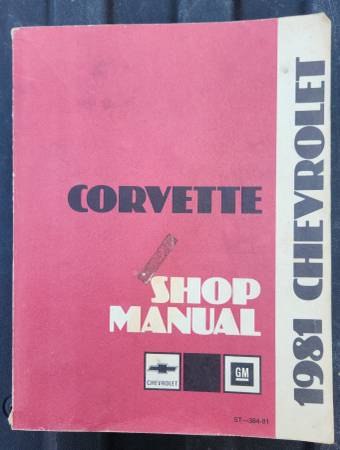 CORVETTE
SHOP
MANUAL
CHEVROLET
GM
ST—364-81
1981 CHEVROLET